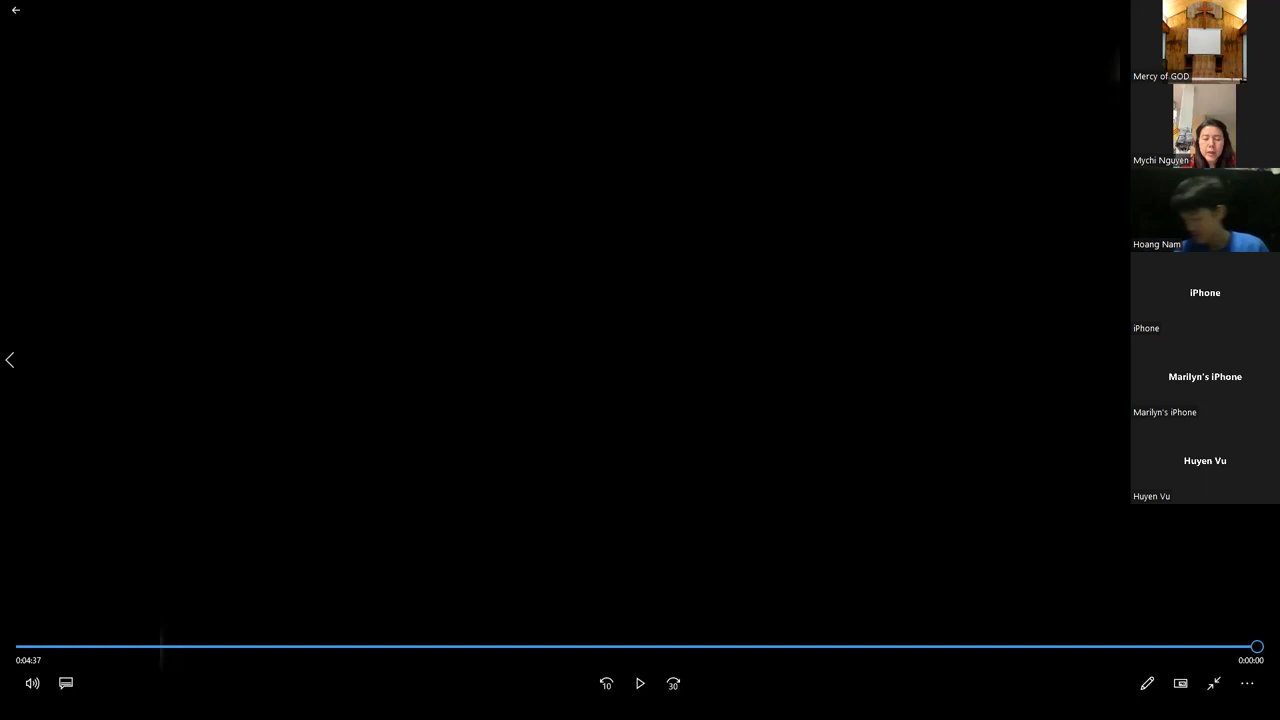 Mercy of GOD
Mychi Nguyen
Hoang Nam
iPhone
iPhone
Marilyn's iPhone
Marilyn's iPhone
Huyen Vu
Huyen Vu
0:04:37
0:00:00
10
30